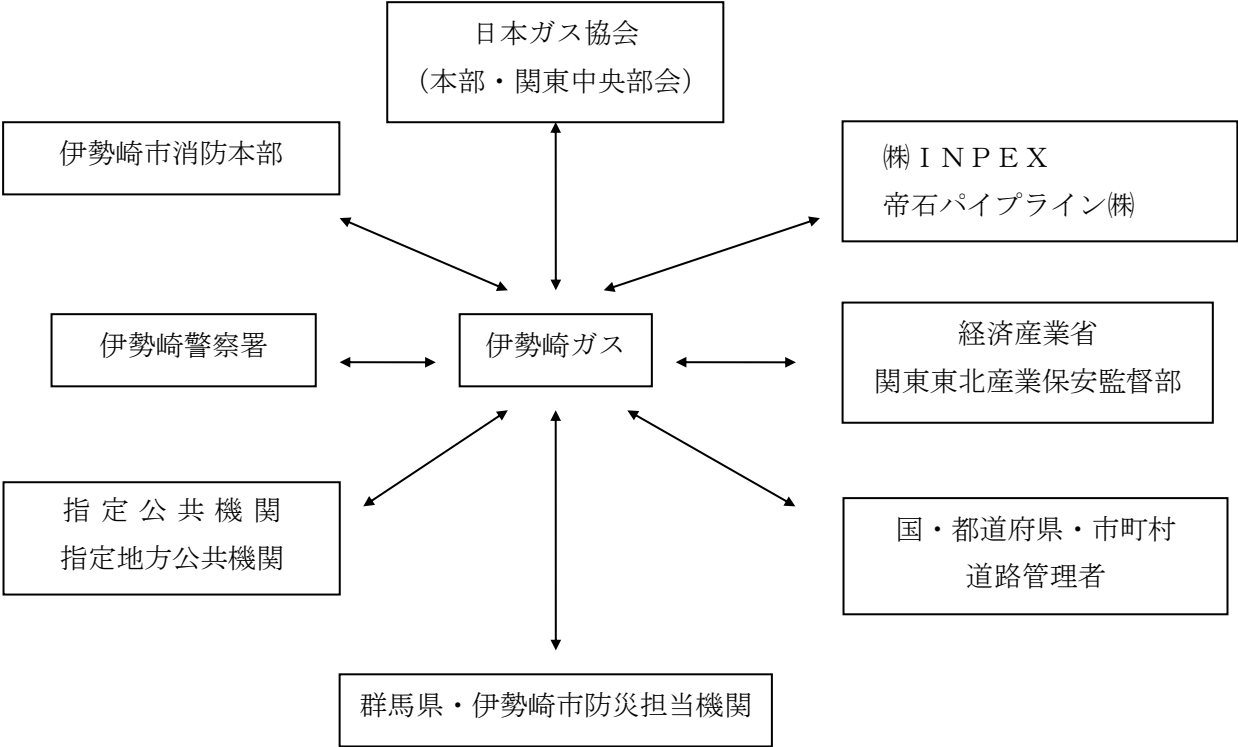 日本ガス協会
（本部・関東中央部会）
伊勢崎市消防本部
㈱ＩＮＰＥＸ
帝石パイプライン㈱
伊勢崎警察署
伊勢崎ガス
経済産業省
関東東北産業保安監督部
指 定 公 共 機 関
指定地方公共機関
国・都道府県・市町村
道路管理者
群馬県・伊勢崎市防災担当機関